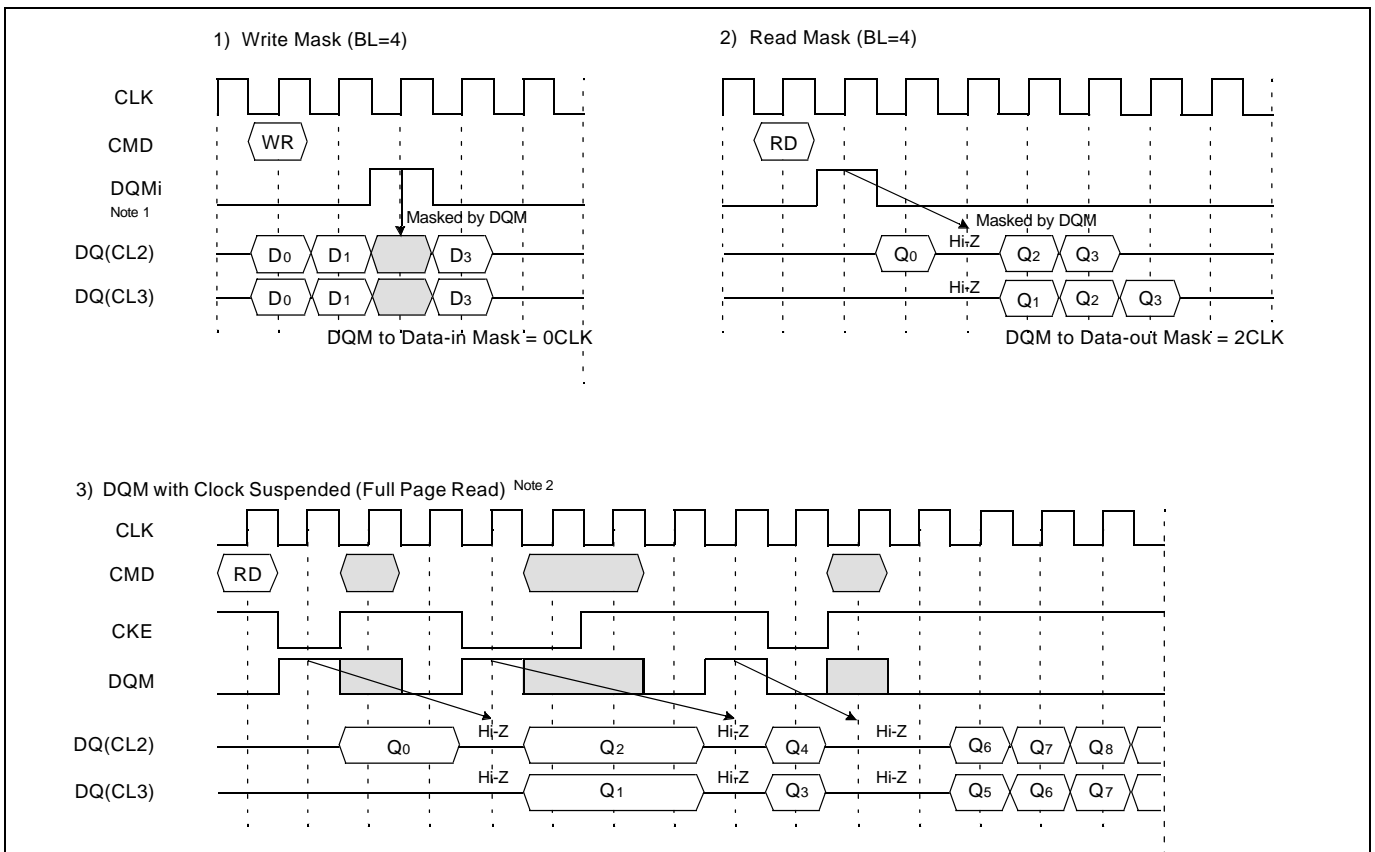 1) Write Mask (BL=4)
CLK
CMD
WR
DQMi
Note 1
Masked by DQM
DQ(CL2)
D0 D1 D3
DQ(CL3)
D0 D1 D3
DQM to Data-in Mask = 0CLK
2) Read Mask (BL=4)
RD
Masked by DQM
Q0 Hi-Z Q2 Q3
Hi-Z Q1 Q2 Q3
DQM to Data-out Mask = 2CLK
3) DQM with Clock Suspended (Full Page Read) Note 2
CLK
CMD
RD
CKE
DQM
DQ(CL2)
Q0 Hi-Z Q2 Hi-Z Q4 Hi-Z Q6 Q7 Q8
DQ(CL3)
Hi-Z Q1 Hi-Z Q3 Hi-Z Q5 Q6 Q7